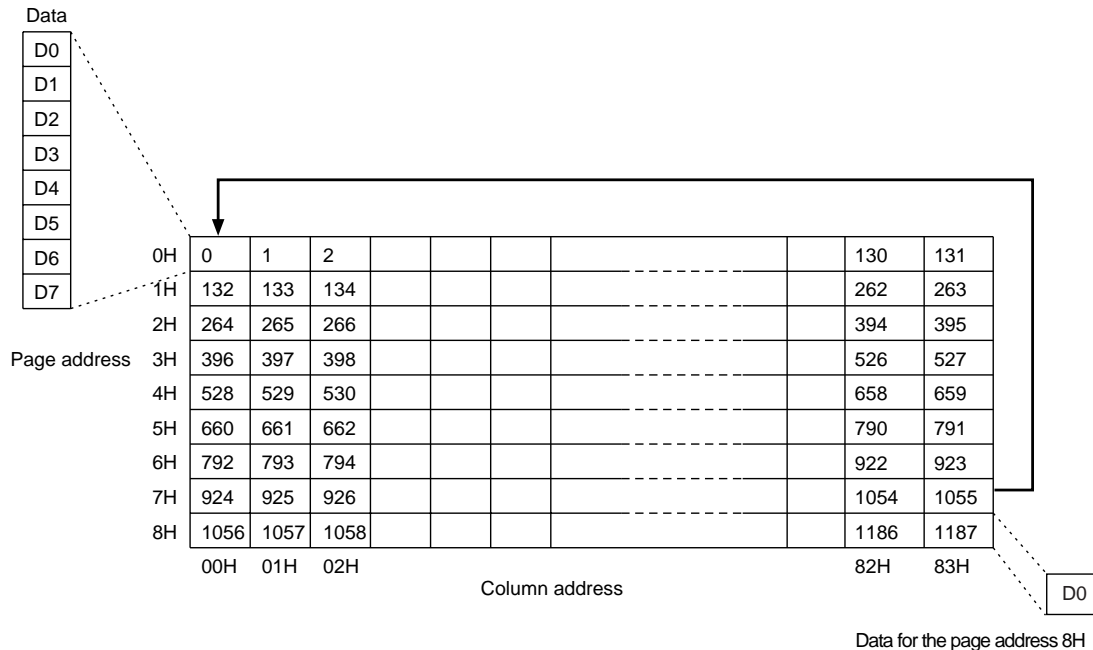 Data
D0
D1
D2
D3
D4
D5
D6
D7
0H 0 1 2 130 131
1H 132 133 134 262 263
2H 264 265 266 394 395
Page address 3H 396 397 398 526 527
4H 528 529 530 658 659
5H 660 661 662 790 791
6H 792 793 794 922 923
7H 924 925 926 1054 1055
8H 1056 1057 1058 1186 1187
00H 01H 02H 82H 83H
Column address
D0
Data for the page address 8H